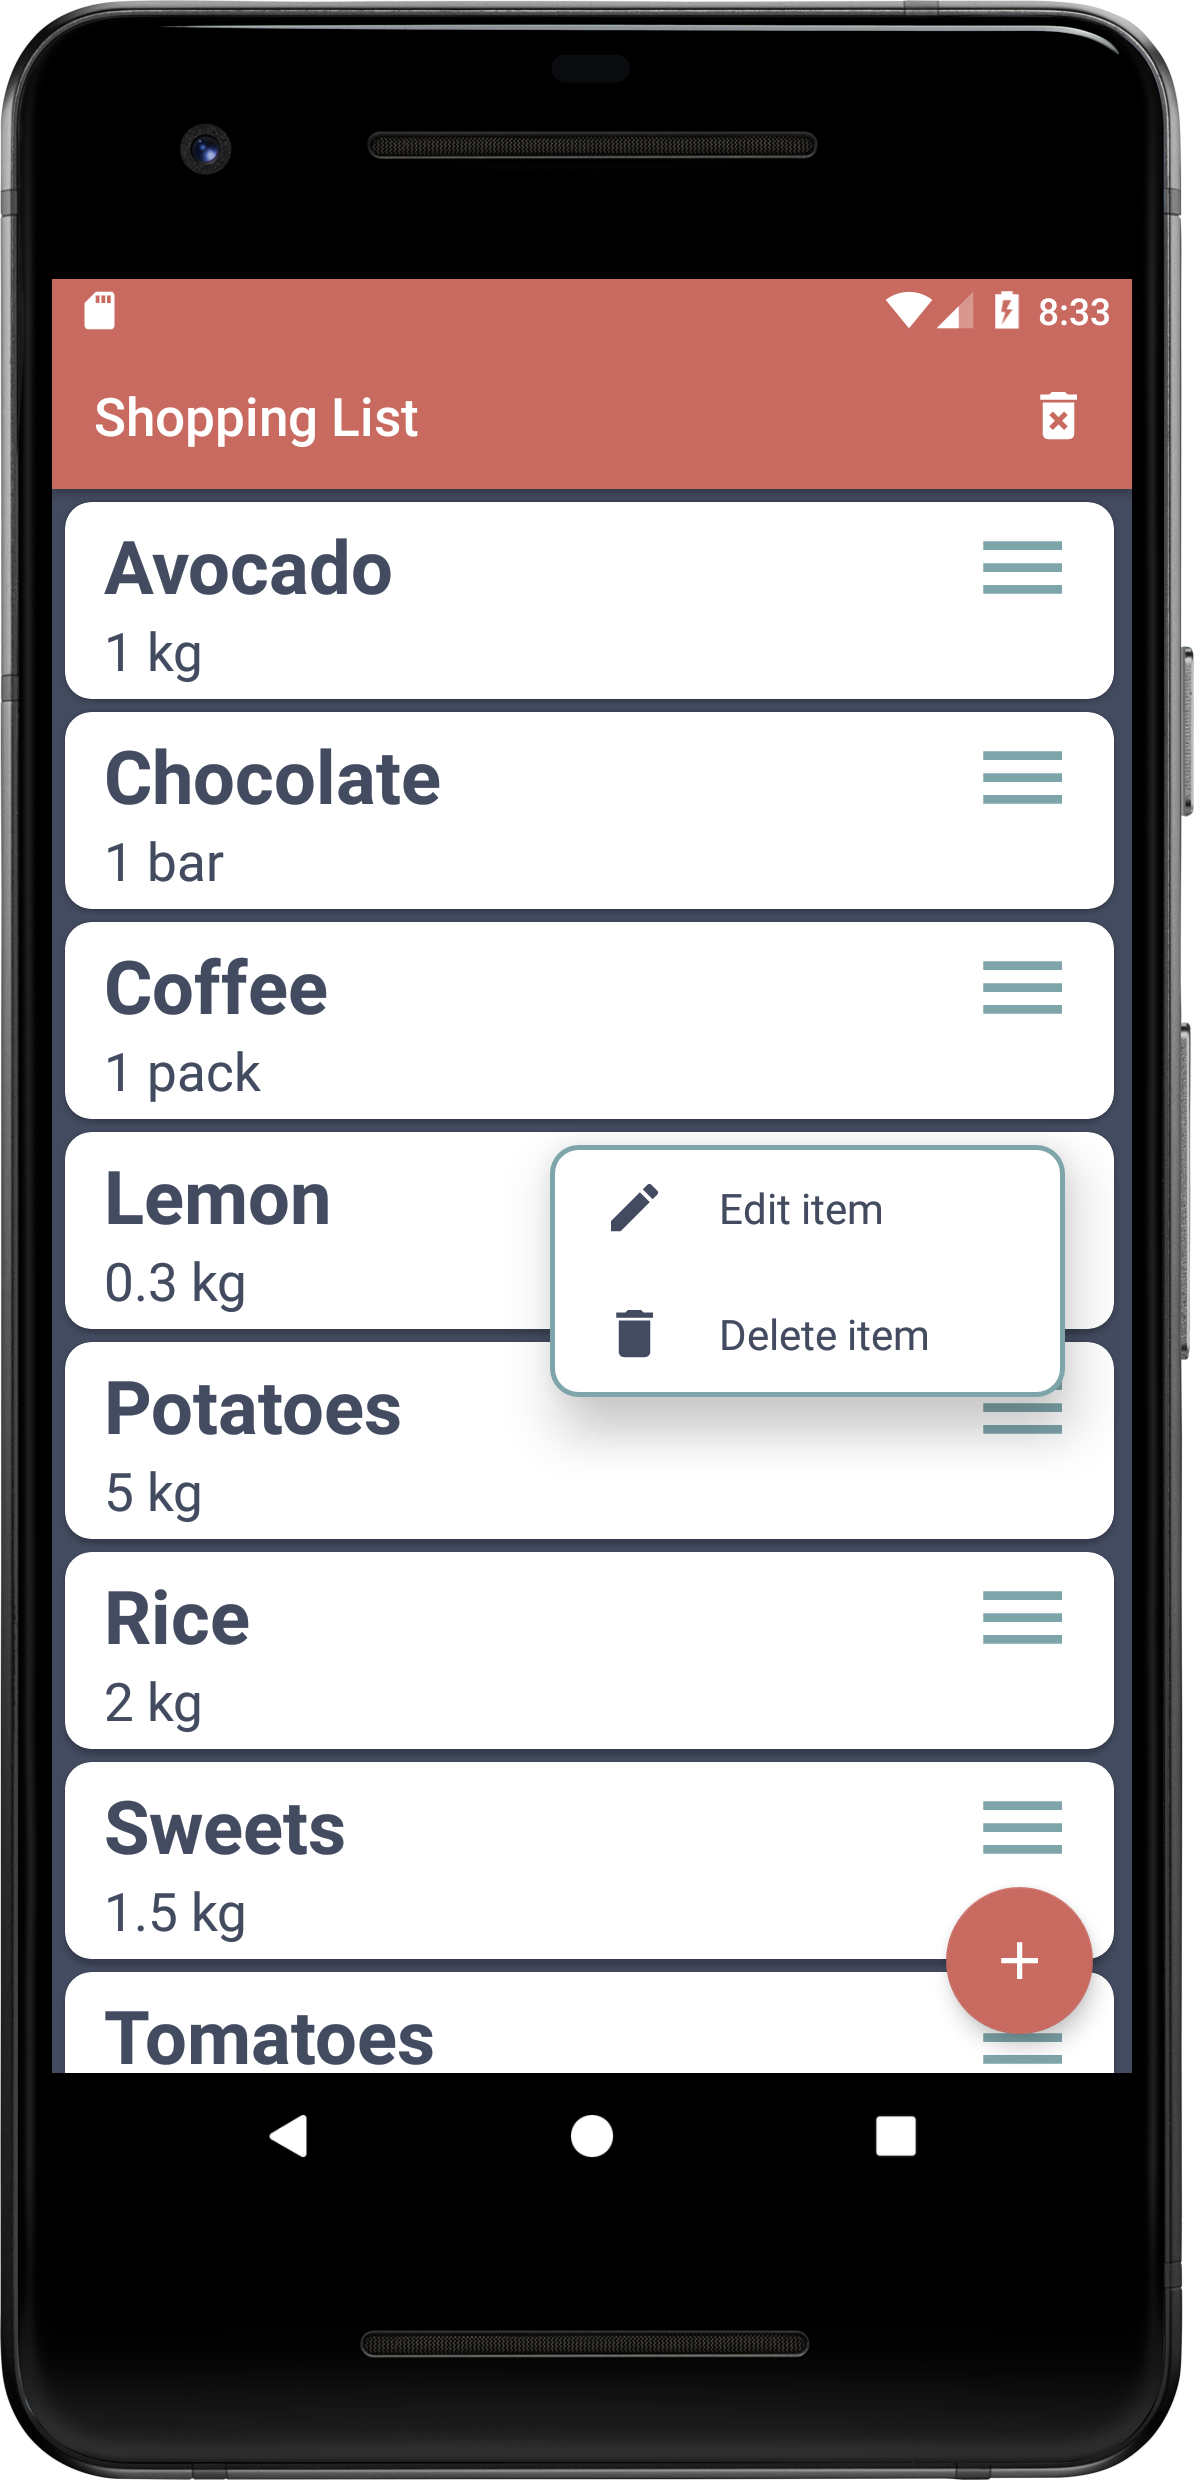 8:33
Shopping List
Avocado
1 kg
Chocolate
1 bar
Coffee
1 pack
Lemon
0.3 kg
Edit item
Delete item
Potatoes
5 kg
Rice
2 kg
Sweets
1.5 kg
+
Tomatoes